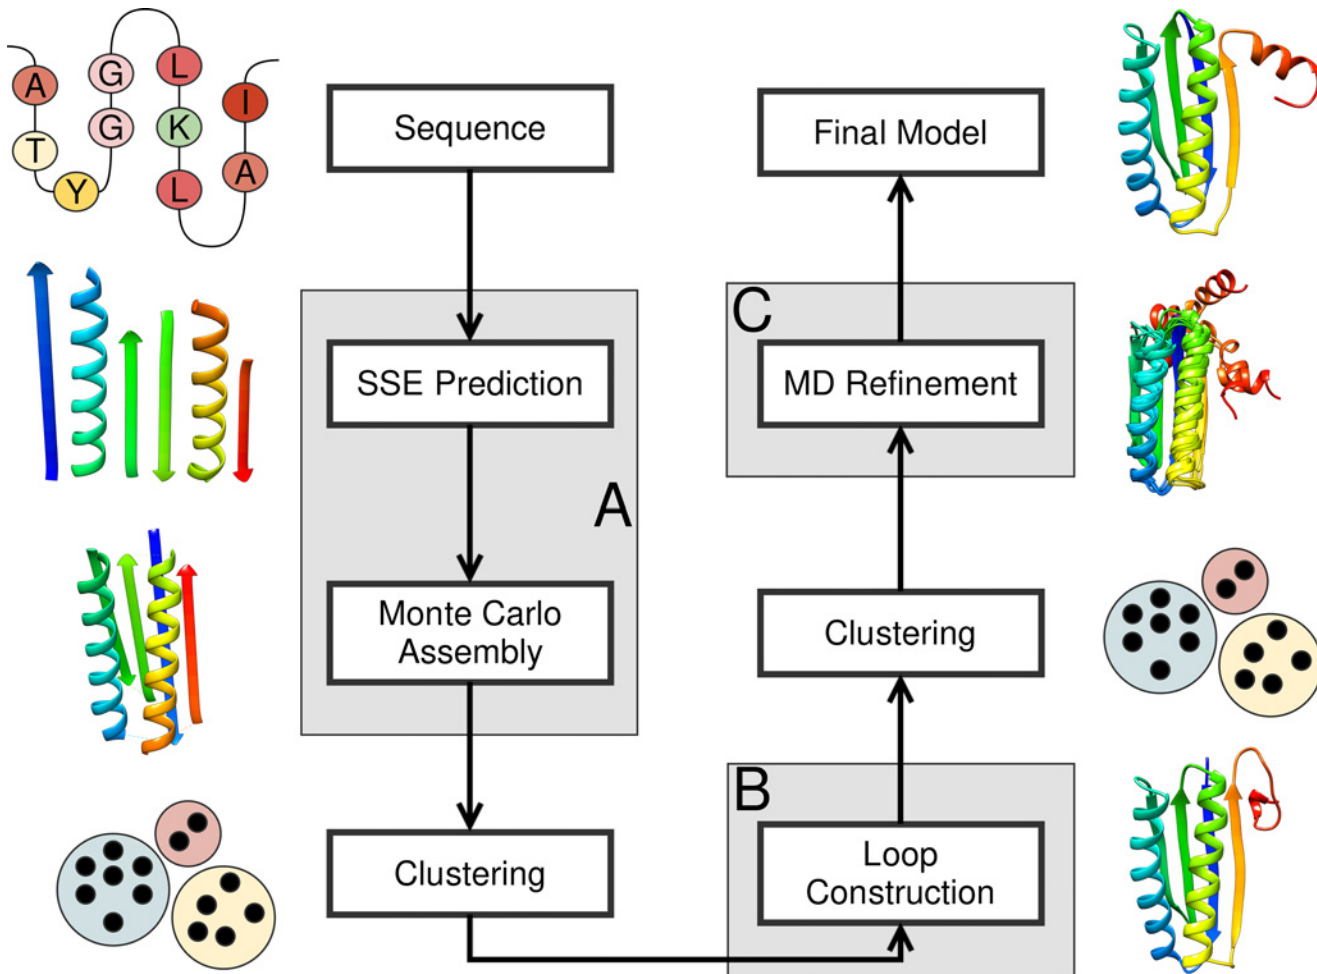 A
T
Y
G
G
L
K
L
A
I
Sequence
SSE Prediction
A
Monte Carlo
Assembly
Clustering
B
Loop
Construction
Clustering
C
MD Refinement
Final Model